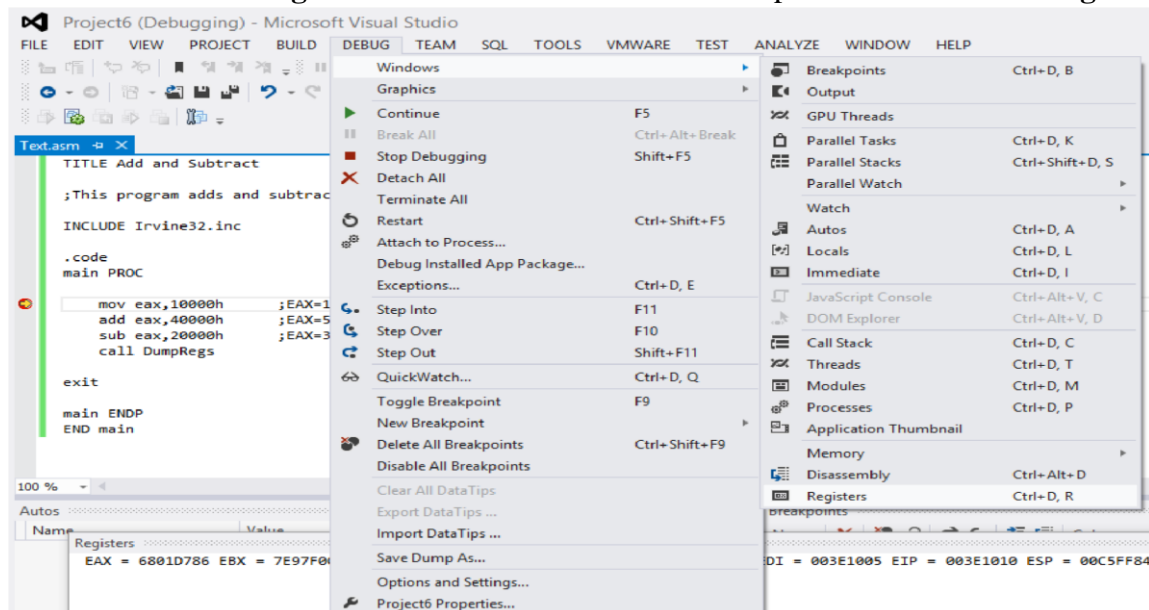 Project6 (Debugging) - Microsoft Visual Studio
FILE EDIT VIEW PROJECT BUILD DEBUG TEAM SQL TOOLS VMWARE TEST ANALYZE WINDOW HELP
Text.asm
TITLE Add and Subtract
;This program adds and subtrac
INCLUDE Irvine32.inc
.code
main PROC
mov eax,10000h ;EAX=1
add eax,40000h ;EAX=5
sub eax,20000h ;EAX=3
call DumpRegs
exit
main ENDP
END main
100 %
Autos
Name Value
Windows
Graphics
Continue F5
Break All Ctrl+Alt+Break
Stop Debugging Shift+F5
Detach All
Terminate All
Restart Ctrl+Shift+F5
Attach to Process...
Debug Installed App Package...
Exceptions... Ctrl+D, E
Step Into F11
Step Over F10
Step Out Shift+F11
QuickWatch... Ctrl+D, Q
Toggle Breakpoint F9
New Breakpoint
Delete All Breakpoints Ctrl+Shift+F9
Disable All Breakpoints
Clear All DataTips
Export DataTips ...
Import DataTips ...
Save Dump As...
Options and Settings...
Project6 Properties...
Breakpoints Ctrl+D, B
Output
GPU Threads
Parallel Tasks Ctrl+D, K
Parallel Stacks Ctrl+Shift+D, S
Parallel Watch
Watch
Autos Ctrl+D, A
Locals Ctrl+D, L
Immediate Ctrl+D, I
JavaScript Console Ctrl+Alt+V, C
DOM Explorer Ctrl+Alt+V, D
Call Stack Ctrl+D, C
Threads Ctrl+D, T
Modules Ctrl+D, M
Processes Ctrl+D, P
Application Thumbnail
Memory
Disassembly Ctrl+Alt+D
Registers Ctrl+D, R
Breakpoints
Registers
EAX = 6801D786 EBX = 7E97F0 DI = 003E1005 EIP = 003E1010 ESP = 00C5FF84